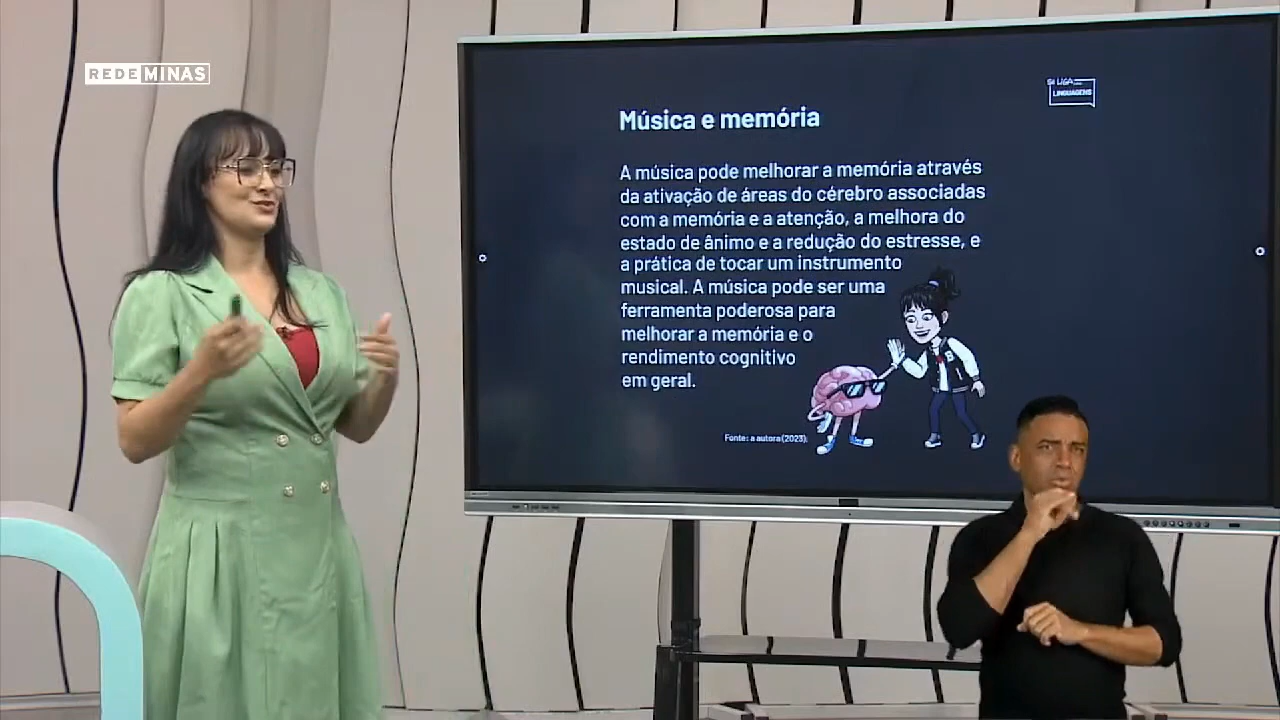 REDE MINAS
SE LIGA
LINGUAGENS
Música e memória
A música pode melhorar a memória através
da ativação de áreas do cérebro associadas
com a memória e a atenção, a melhora do
estado de ânimo e a redução do estresse, e
a prática de tocar um instrumento
musical. A música pode ser uma
ferramenta poderosa para
melhorar a memória e o
rendimento cognitivo
em geral.
Fonte: a autora (2023).